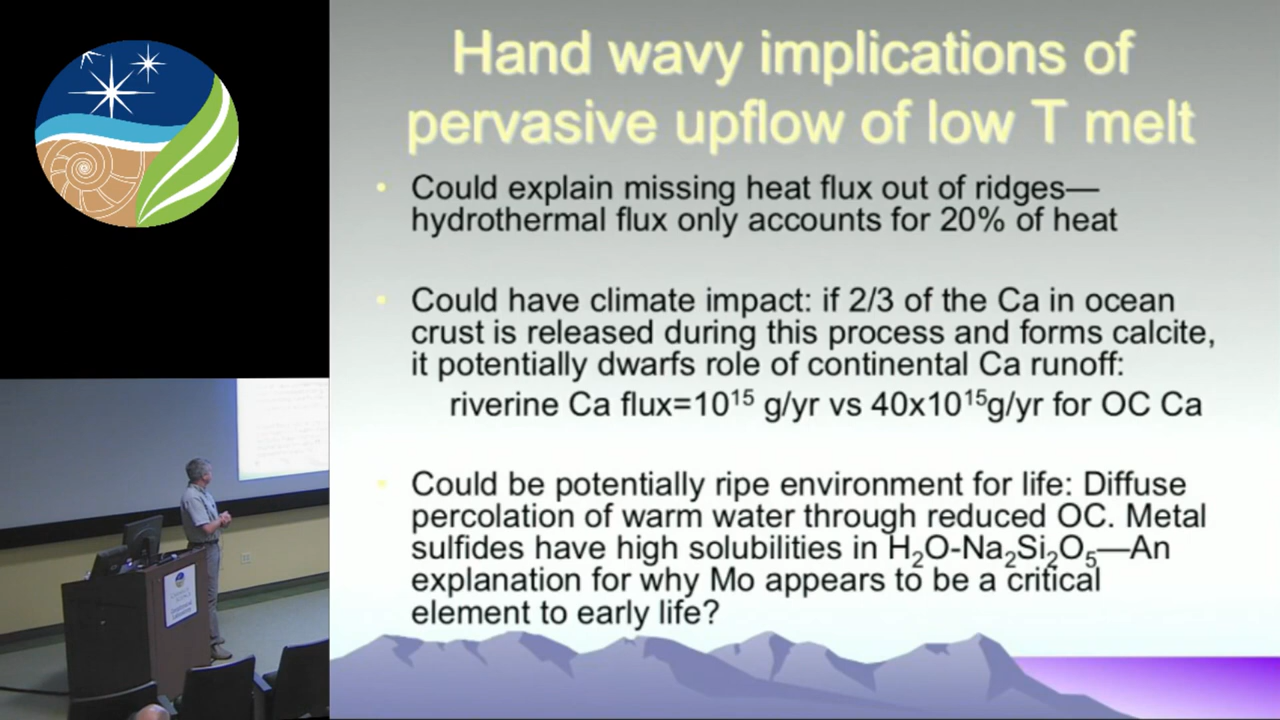 Hand wavy implications of
pervasive upflow of low T melt
• Could explain missing heat flux out of ridges—
hydrothermal flux only accounts for 20% of heat
• Could have climate impact: if 2/3 of the Ca in ocean
crust is released during this process and forms calcite,
it potentially dwarfs role of continental Ca runoff:
riverine Ca flux=10¹⁵ g/yr vs 40x10¹⁵g/yr for OC Ca
• Could be potentially ripe environment for life: Diffuse
percolation of warm water through reduced OC. Metal
sulfides have high solubilities in H₂O-Na₂Si₂O₅—An
explanation for why Mo appears to be a critical
element to early life?